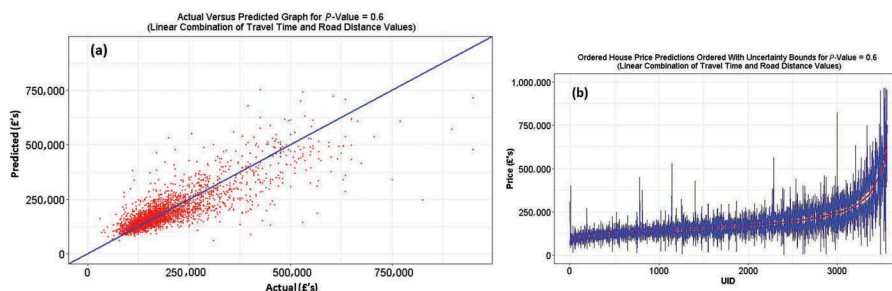 Actual Versus Predicted Graph for P-Value = 0.6
(Linear Combination of Travel Time and Road Distance Values)
(a)
Predicted (£'s)
750,000
500,000
250,000
0
0
250,000
500,000
750,000
Actual (£'s)
Ordered House Price Predictions Ordered With Uncertainty Bounds for P-Value = 0.6
(Linear Combination of Travel Time and Road Distance Values)
(b)
Price (£'s)
1,000,000
750,000
500,000
250,000
0
0
1000
2000
3000
UID